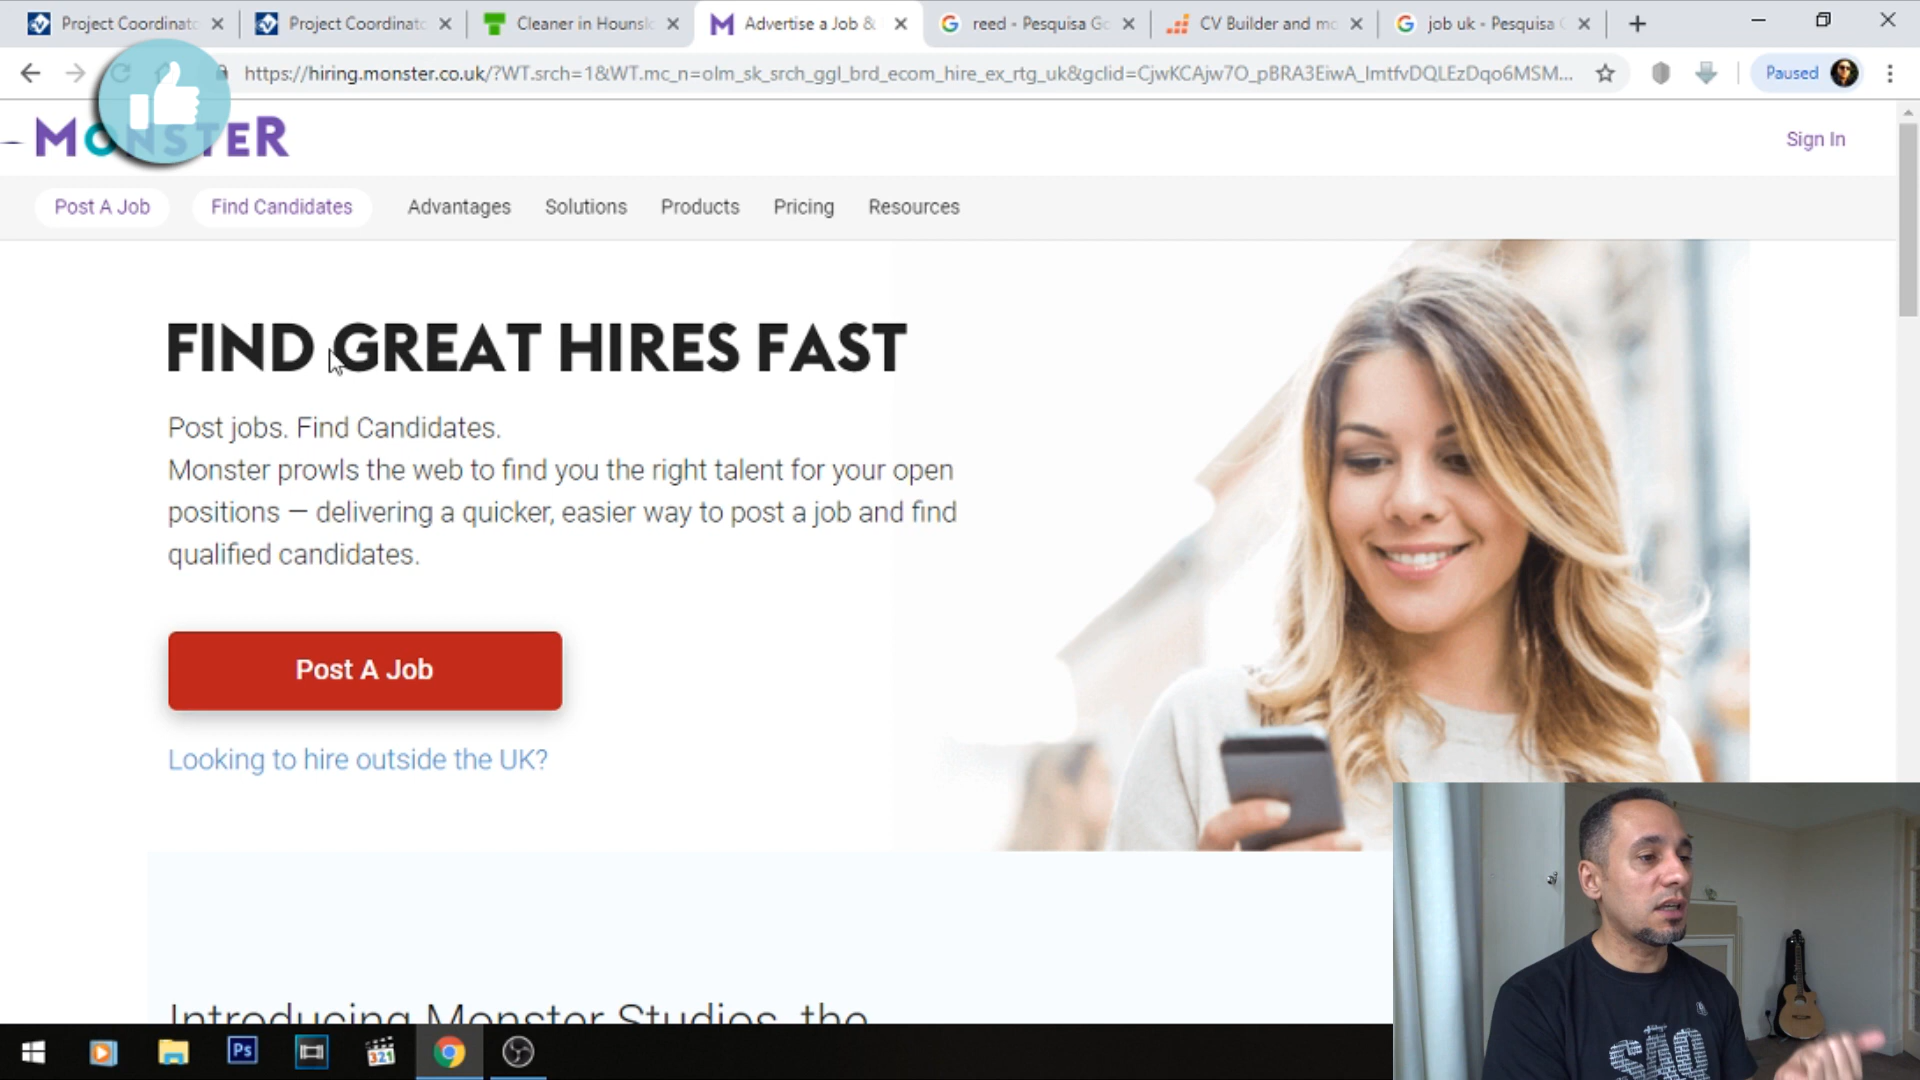 Project Coordinato
Project Coordinato
Cleaner in Hounsl
Advertise a Job &
reed - Pesquisa Go
CV Builder and mo
job uk - Pesquisa G
https://hiring.monster.co.uk/?WT.srch=1&WT.mc_n=olm_sk_srch_ggl_brd_ecom_hire_ex_rtg_uk&gclid=CjwKCAjw7O_pBRA3EiwA_lmtfvDQLEzDqo6MSM...
Paused
MONSTER
Sign In
Post A Job
Find Candidates
Advantages
Solutions
Products
Pricing
Resources
FIND GREAT HIRES FAST
Post jobs. Find Candidates.
Monster prowls the web to find you the right talent for your open
positions — delivering a quicker, easier way to post a job and find
qualified candidates.
Post A Job
Looking to hire outside the UK?
Introducing Monster Studios, the
Ps
321
SÃO